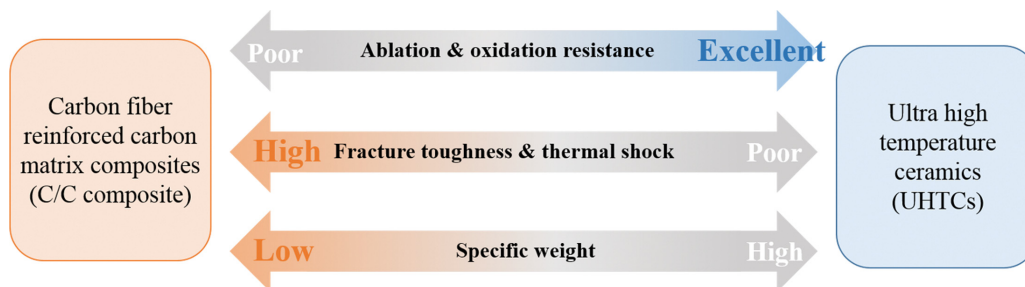 Carbon fiber
reinforced carbon
matrix composites
(C/C composite)
Poor Ablation & oxidation resistance Excellent
High Fracture toughness & thermal shock Poor
Low Specific weight High
Ultra high
temperature
ceramics
(UHTCs)